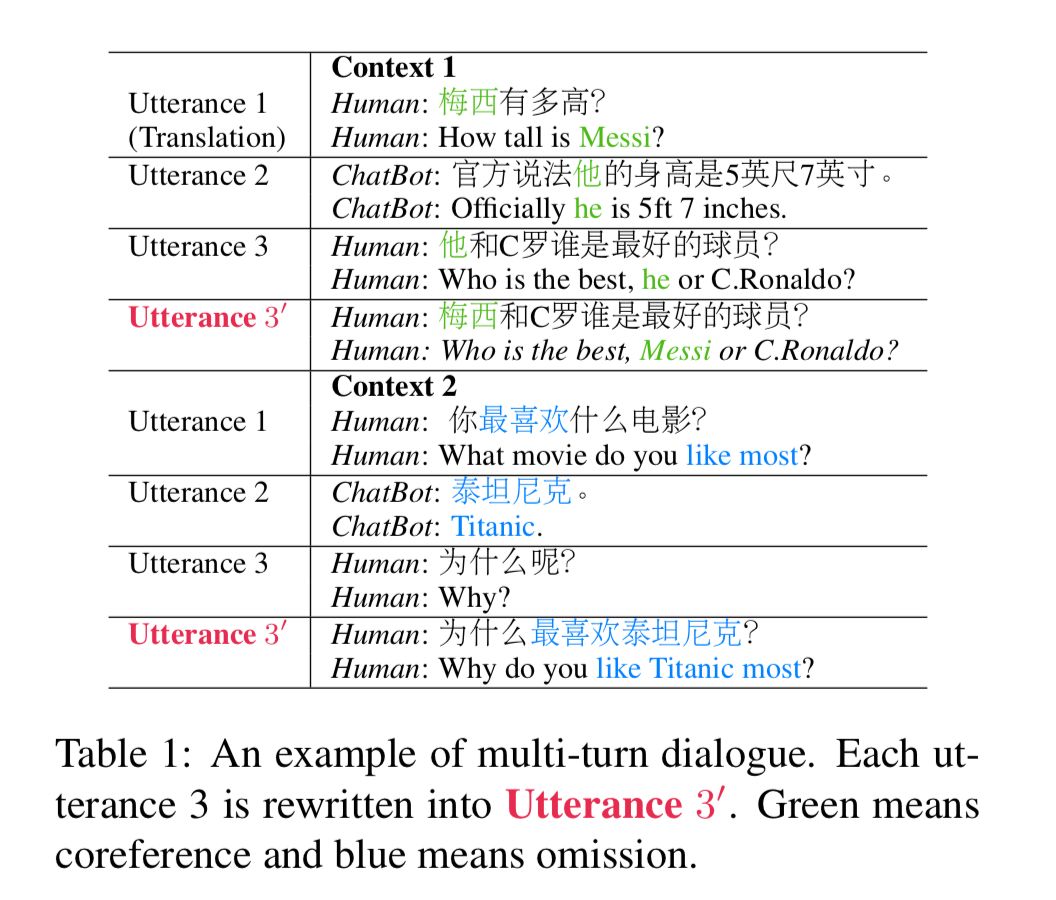 Context 1
Utterance 1 Human: 梅西有多高?
(Translation) Human: How tall is Messi?
Utterance 2 ChatBot: 官方说法他的身高是5英尺7英寸。
ChatBot: Officially he is 5ft 7 inches.
Utterance 3 Human: 他和C罗谁是最好的球员?
Human: Who is the best, he or C.Ronaldo?
Utterance 3′ Human: 梅西和C罗谁是最好的球员?
Human: Who is the best, Messi or C.Ronaldo?
Context 2
Utterance 1 Human: 你最喜欢什么电影?
Human: What movie do you like most?
Utterance 2 ChatBot: 泰坦尼克。
ChatBot: Titanic.
Utterance 3 Human: 为什么呢?
Human: Why?
Utterance 3′ Human: 为什么最喜欢泰坦尼克?
Human: Why do you like Titanic most?
Table 1: An example of multi-turn dialogue. Each ut-
terance 3 is rewritten into Utterance 3′. Green means
coreference and blue means omission.